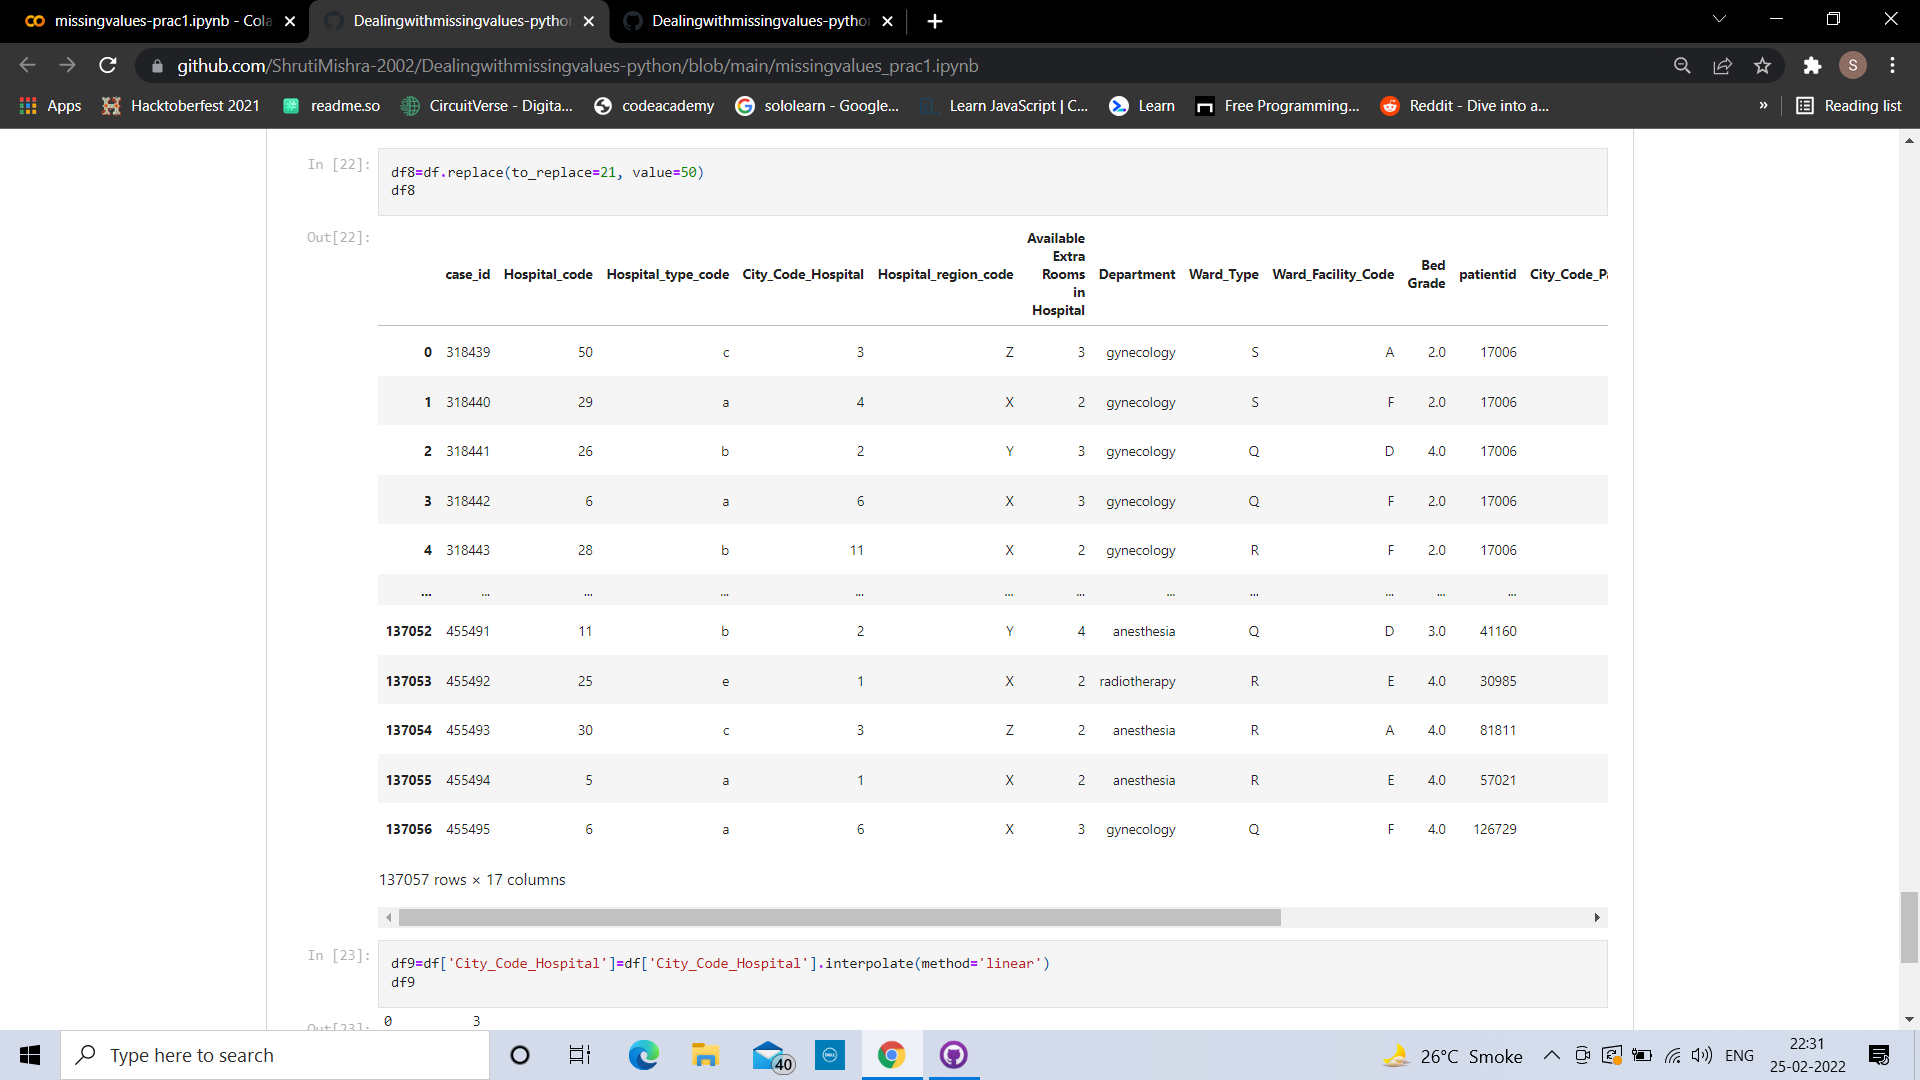 missingvalues-prac1.ipynb - Cola
Dealingwithmissingvalues-python
Dealingwithmissingvalues-python
github.com/ShrutiMishra-2002/Dealingwithmissingvalues-python/blob/main/missingvalues_prac1.ipynb
S
Apps
Hacktoberfest 2021
readme.so
CircuitVerse - Digita...
codeacademy
sololearn - Google...
Learn JavaScript | C...
Learn
Free Programming...
Reddit - Dive into a...
»
Reading list
In [22]:
df8=df.replace(to_replace=21, value=50)
df8
Out[22]:
case_id Hospital_code Hospital_type_code City_Code_Hospital Hospital_region_code Available Extra Rooms in Hospital Department Ward_Type Ward_Facility_Code Bed Grade patientid City_Code_Pa
0 318439 50 c 3 Z 3 gynecology S A 2.0 17006
1 318440 29 a 4 X 2 gynecology S F 2.0 17006
2 318441 26 b 2 Y 3 gynecology Q D 4.0 17006
3 318442 6 a 6 X 3 gynecology Q F 2.0 17006
4 318443 28 b 11 X 2 gynecology R F 2.0 17006
... ... ... ... ... ... ... ... ... ... ... ...
137052 455491 11 b 2 Y 4 anesthesia Q D 3.0 41160
137053 455492 25 e 1 X 2 radiotherapy R E 4.0 30985
137054 455493 30 c 3 Z 2 anesthesia R A 4.0 81811
137055 455494 5 a 1 X 2 anesthesia R E 4.0 57021
137056 455495 6 a 6 X 3 gynecology Q F 4.0 126729
137057 rows × 17 columns
In [23]:
df9=df['City_Code_Hospital']=df['City_Code_Hospital'].interpolate(method='linear')
df9
Out[23]:
0 3
Type here to search
40
DELL
26°C Smoke
ENG
22:31
25-02-2022